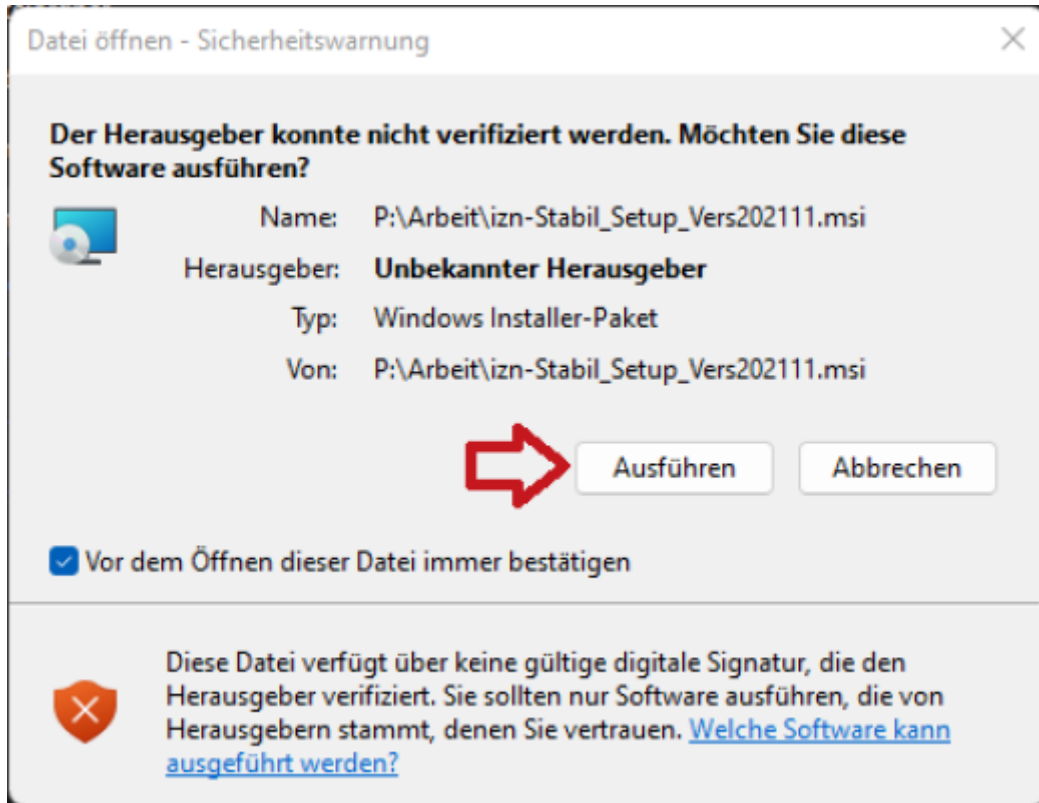 Datei öffnen - Sicherheitswarnung
Der Herausgeber konnte nicht verifiziert werden. Möchten Sie diese
Software ausführen?
Name: P:\Arbeit\izn-Stabil_Setup_Vers202111.msi
Herausgeber: Unbekannter Herausgeber
Typ: Windows Installer-Paket
Von: P:\Arbeit\izn-Stabil_Setup_Vers202111.msi
Ausführen Abbrechen
Vor dem Öffnen dieser Datei immer bestätigen
Diese Datei verfügt über keine gültige digitale Signatur, die den
Herausgeber verifiziert. Sie sollten nur Software ausführen, die von
Herausgebern stammt, denen Sie vertrauen. Welche Software kann
ausgeführt werden?